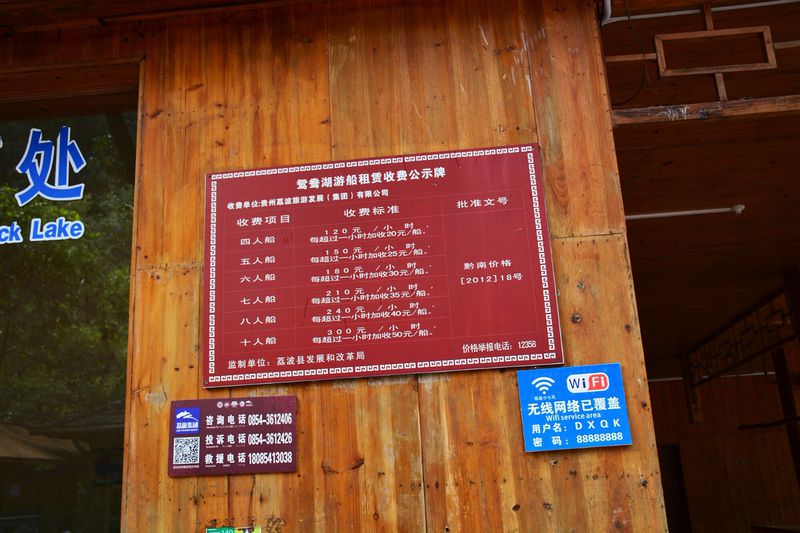 处
ck Lake
鸳鸯湖游船租赁收费公示牌
收费单位:贵州荔波旅游发展（集团）有限公司
收费项目 收费标准 批准文号
四人船 120元 / 小 时
每超过一小时加收20元/船。
五人船 150元 / 小 时
每超过一小时加收25元/船。
六人船 180元 / 小 时
每超过一小时加收30元/船。
七人船 210元 / 小 时
每超过一小时加收35元/船。
八人船 240元 / 小 时
每超过一小时加收40元/船。
十人船 300元 / 小 时
每超过一小时加收50元/船。
黔南价格
[2012]18号
监制单位：荔波县发展和改革局 价格举报电话：12358
荔旅集团
咨询电话 0854-3612406
投诉电话 0854-3612426
救援电话 18085413038
荔波小七孔
WiFi
无线网络已覆盖
Wifi service area
用户名：DXQK
密 码：88888888